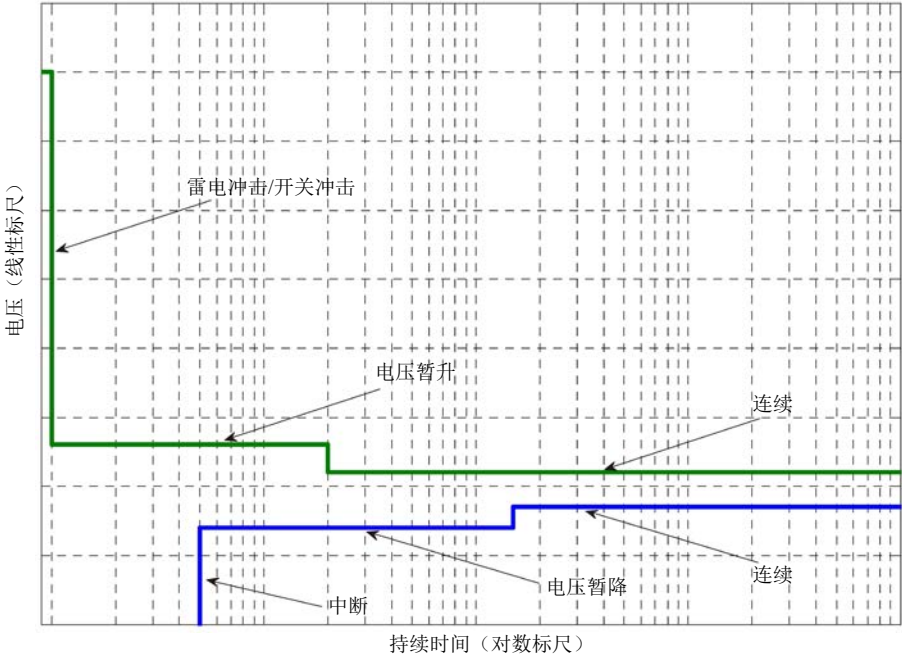 雷电冲击/开关冲击
电压（线性标尺）
电压暂升
连续
连续
电压暂降
中断
持续时间（对数标尺）